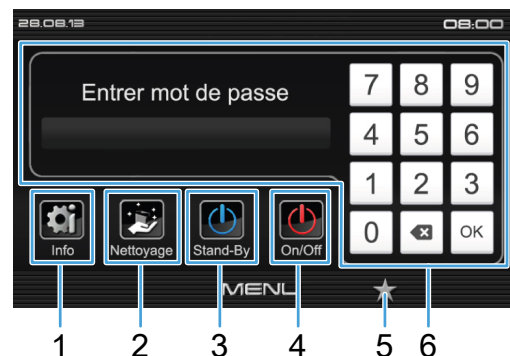 28.08.13 08:00
Entrer mot de passe
7 8 9
4 5 6
1 2 3
0 OK
Info Nettoyage Stand-By On/Off
MENU
1 2 3 4 5 6